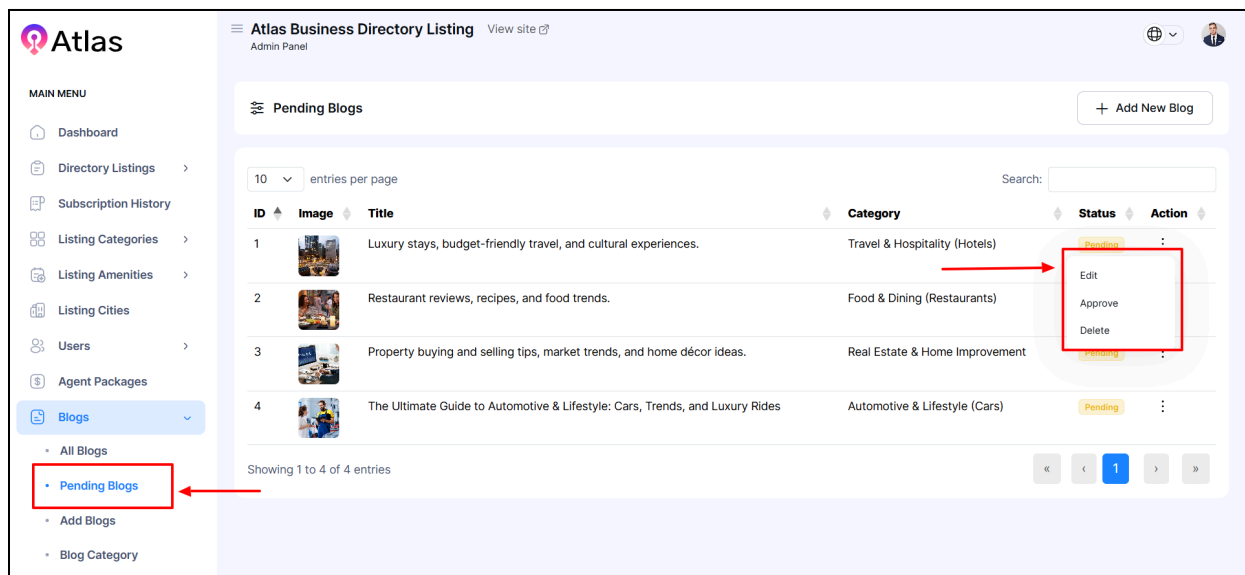 Atlas
Atlas Business Directory Listing View site
Admin Panel
MAIN MENU
Dashboard
Directory Listings
Subscription History
Listing Categories
Listing Amenities
Listing Cities
Users
Agent Packages
Blogs
All Blogs
Pending Blogs
Add Blogs
Blog Category
Pending Blogs
+ Add New Blog
10 entries per page
Search:
ID Image Title Category Status Action
1 Luxury stays, budget-friendly travel, and cultural experiences. Travel & Hospitality (Hotels) Pending
Edit
Approve
Delete
2 Restaurant reviews, recipes, and food trends. Food & Dining (Restaurants)
3 Property buying and selling tips, market trends, and home décor ideas. Real Estate & Home Improvement Pending
4 The Ultimate Guide to Automotive & Lifestyle: Cars, Trends, and Luxury Rides Automotive & Lifestyle (Cars) Pending
Showing 1 to 4 of 4 entries
« ‹ 1 › »